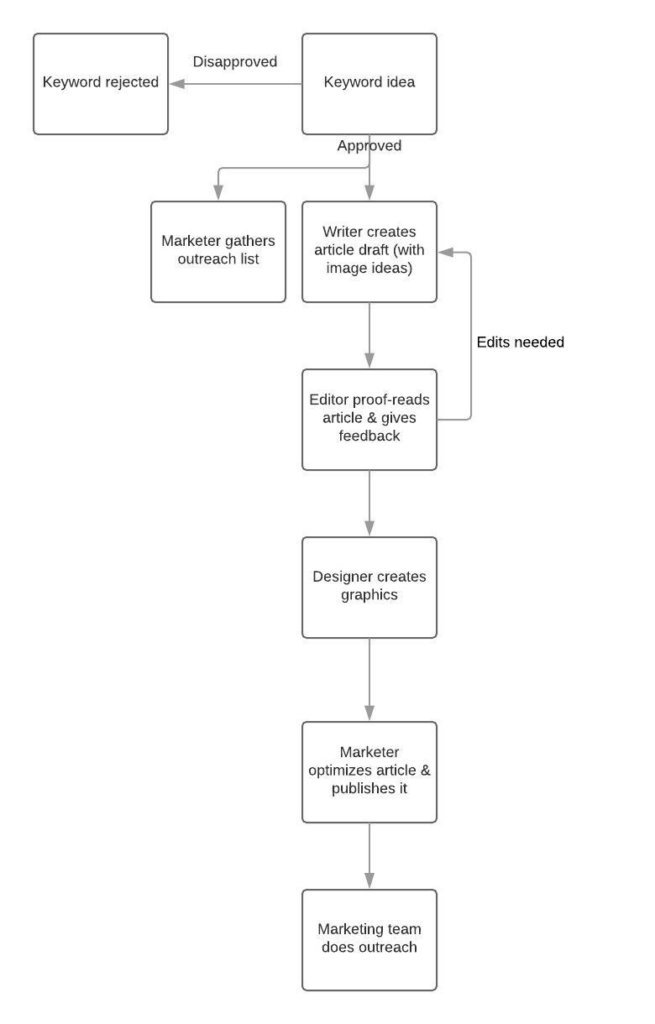 Disapproved
Keyword rejected
Keyword idea
Approved
Marketer gathers
outreach list
Writer creates
article draft (with
image ideas)
Edits needed
Editor proof-reads
article & gives
feedback
Designer creates
graphics
Marketer
optimizes article &
publishes it
Marketing team
does outreach